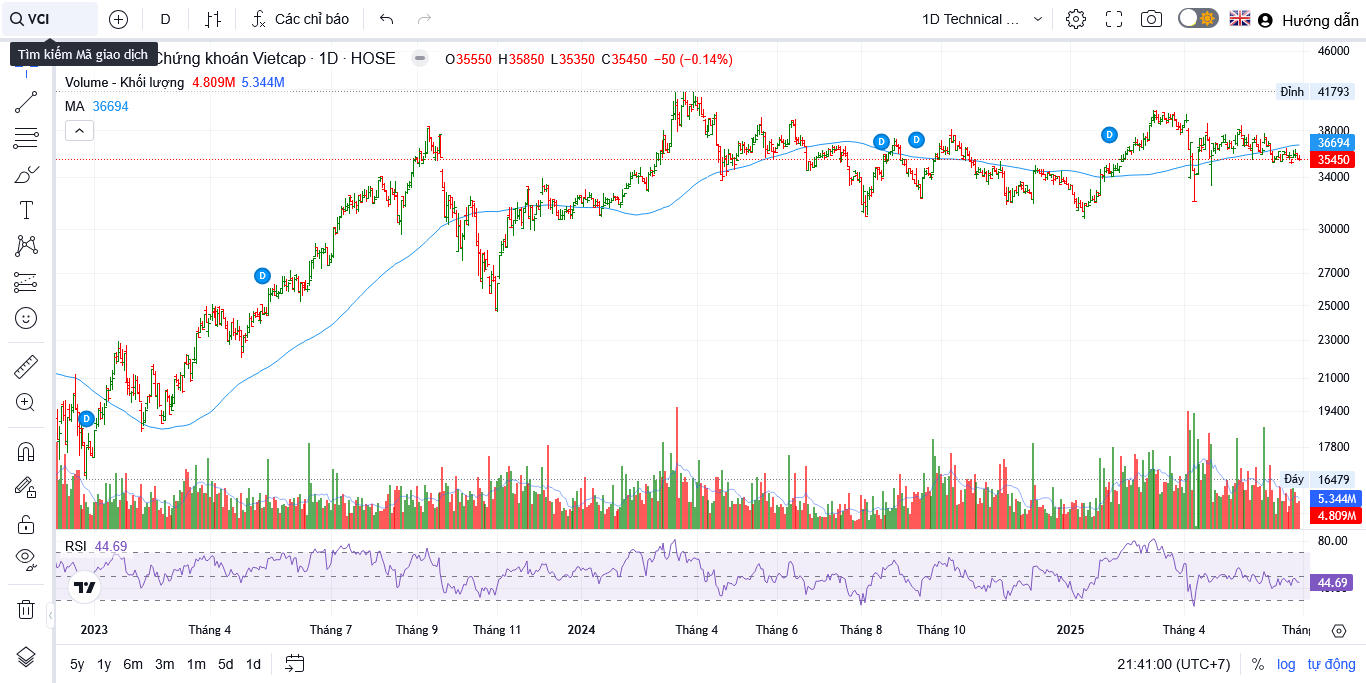 VCI
D
Các chỉ báo
1D Technical ...
Hướng dẫn
Tìm kiếm Mã giao dịch
Chứng khoán Vietcap · 1D · HOSE
O35550 H35850 L35350 C35450 −50 (−0.14%)
Volume - Khối lượng 4.809M 5.344M
MA 36694
46000
Đỉnh 41793
38000
36694
35450
34000
30000
27000
25000
23000
21000
19400
17800
Đáy 16479
5.344M
4.809M
D
D
D
D
D
RSI 44.69
80.00
44.69
2023
Tháng 4
Tháng 7
Tháng 9
Tháng 11
2024
Tháng 4
Tháng 6
Tháng 8
Tháng 10
2025
Tháng 4
5y 1y 6m 3m 1m 5d 1d
21:41:00 (UTC+7)
% log tự động